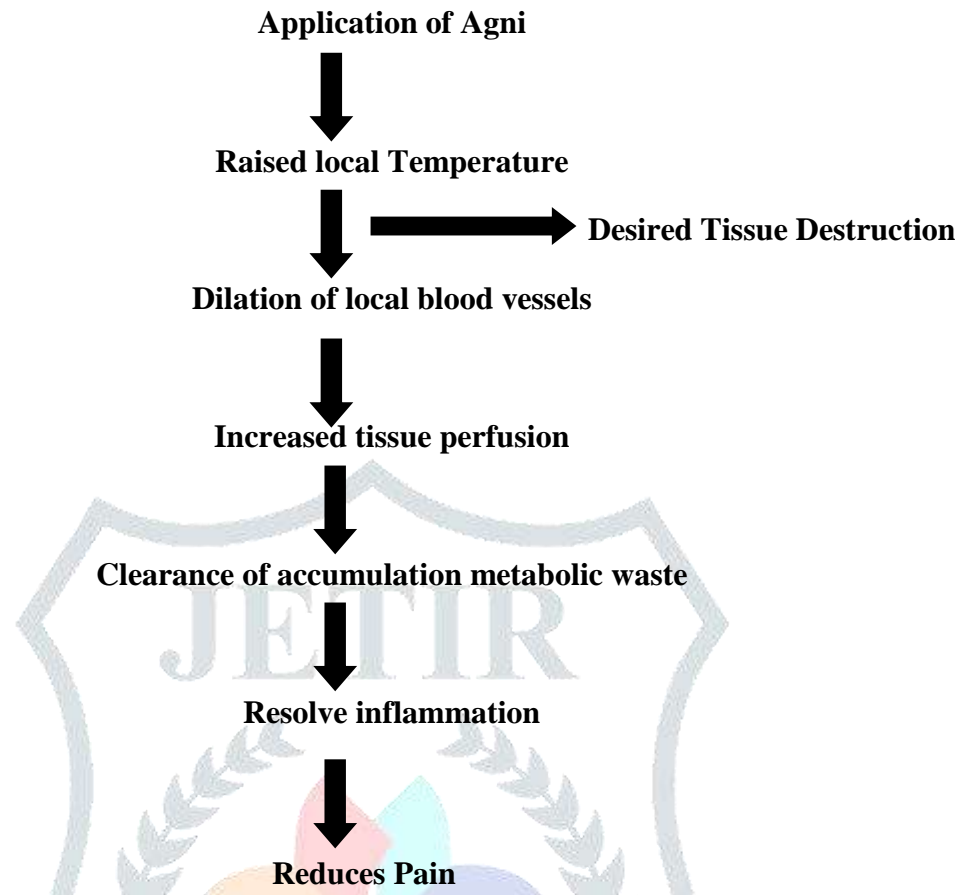 Application of Agni
Raised local Temperature
Desired Tissue Destruction
Dilation of local blood vessels
Increased tissue perfusion
Clearance of accumulation metabolic waste
JETIR
Resolve inflammation
Reduces Pain